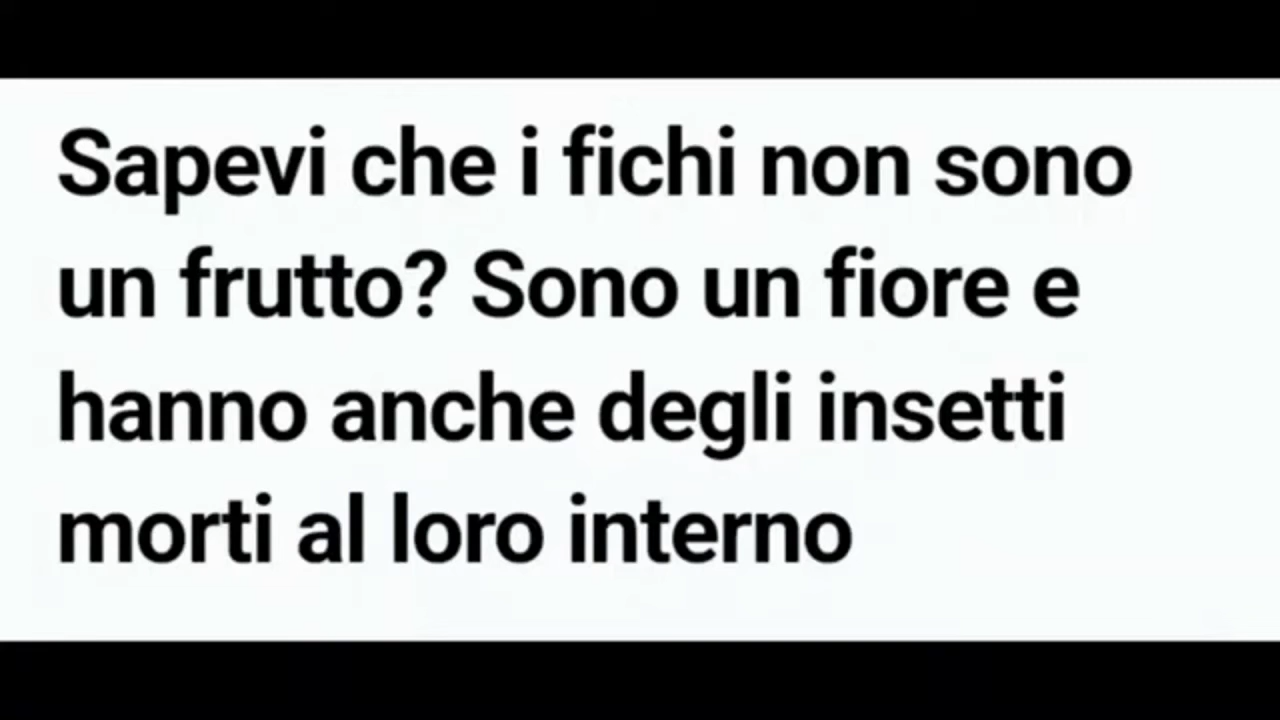 Sapevi che i fichi non sono
un frutto? Sono un fiore e
hanno anche degli insetti
morti al loro interno